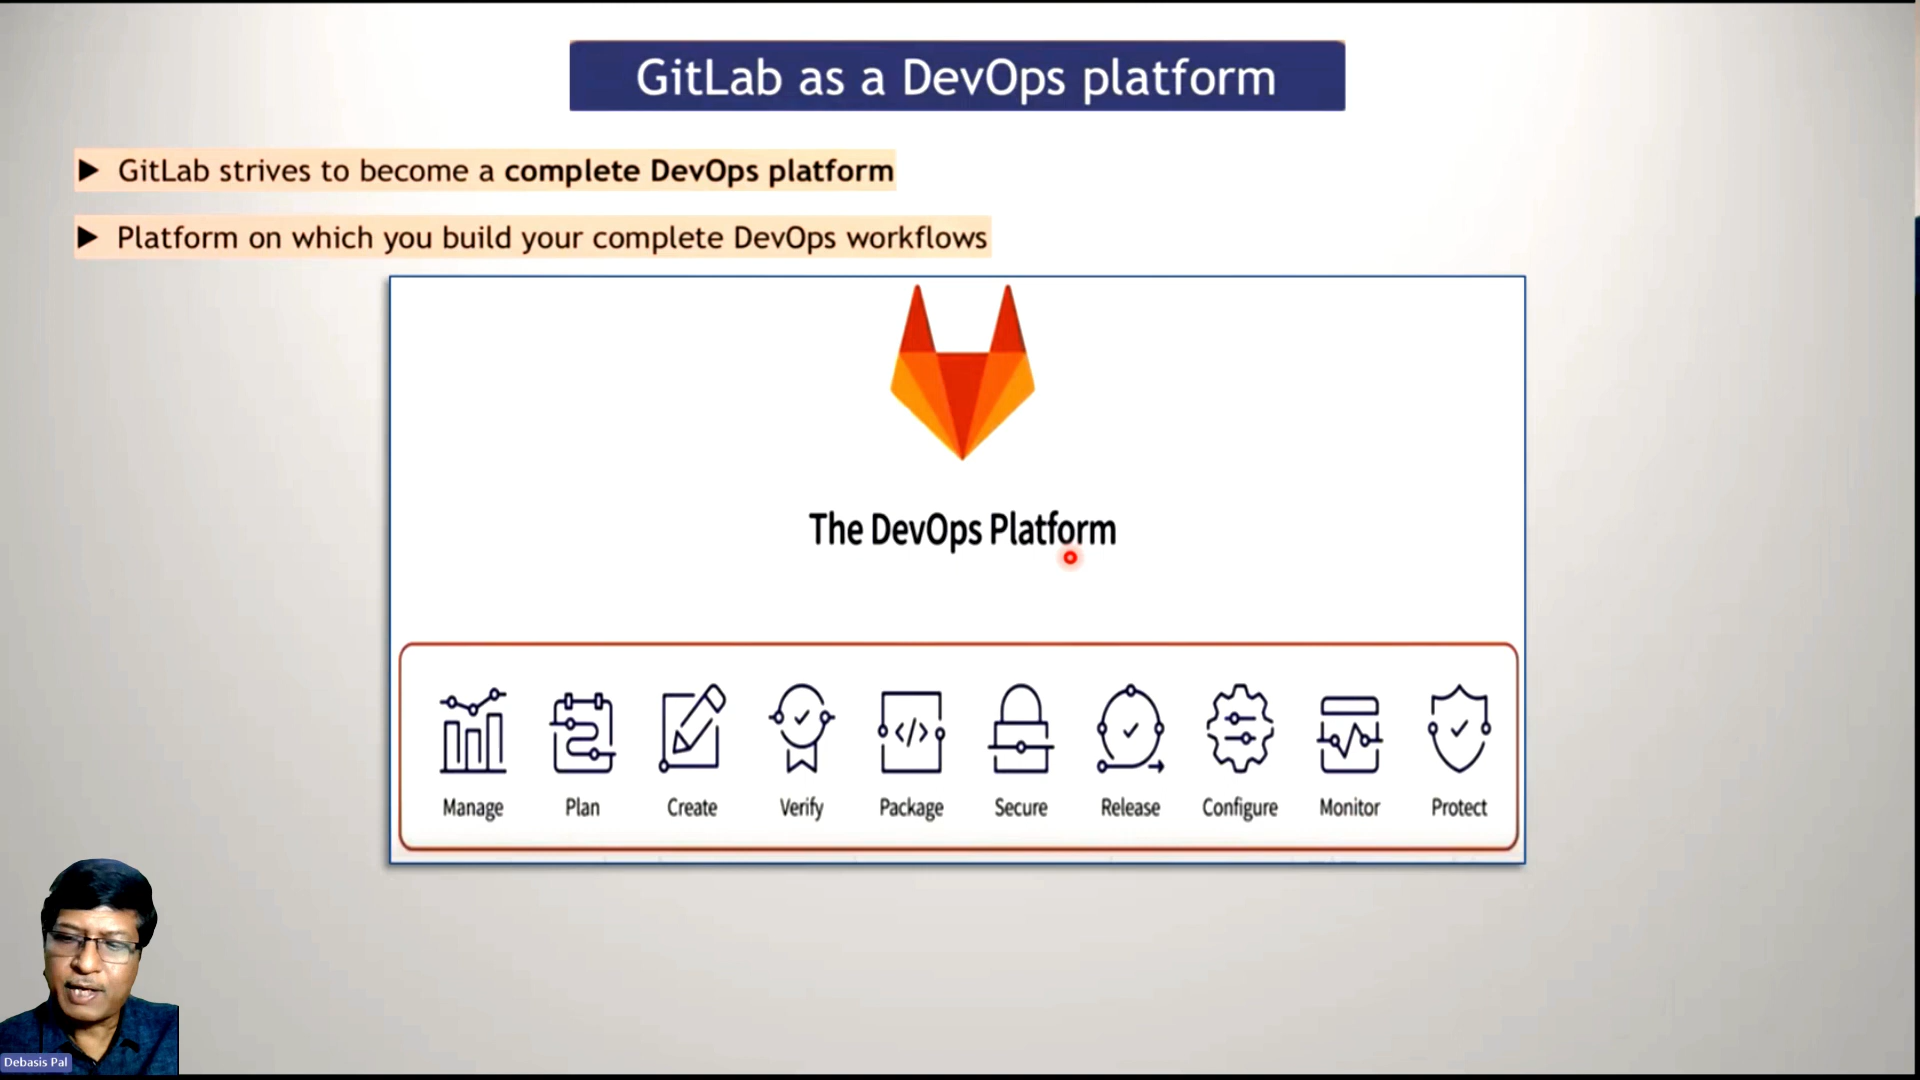 GitLab as a DevOps platform
GitLab strives to become a complete DevOps platform
Platform on which you build your complete DevOps workflows
The DevOps Platform
Manage
Plan
Create
Verify
Package
Secure
Release
Configure
Monitor
Protect
Debasis Pal